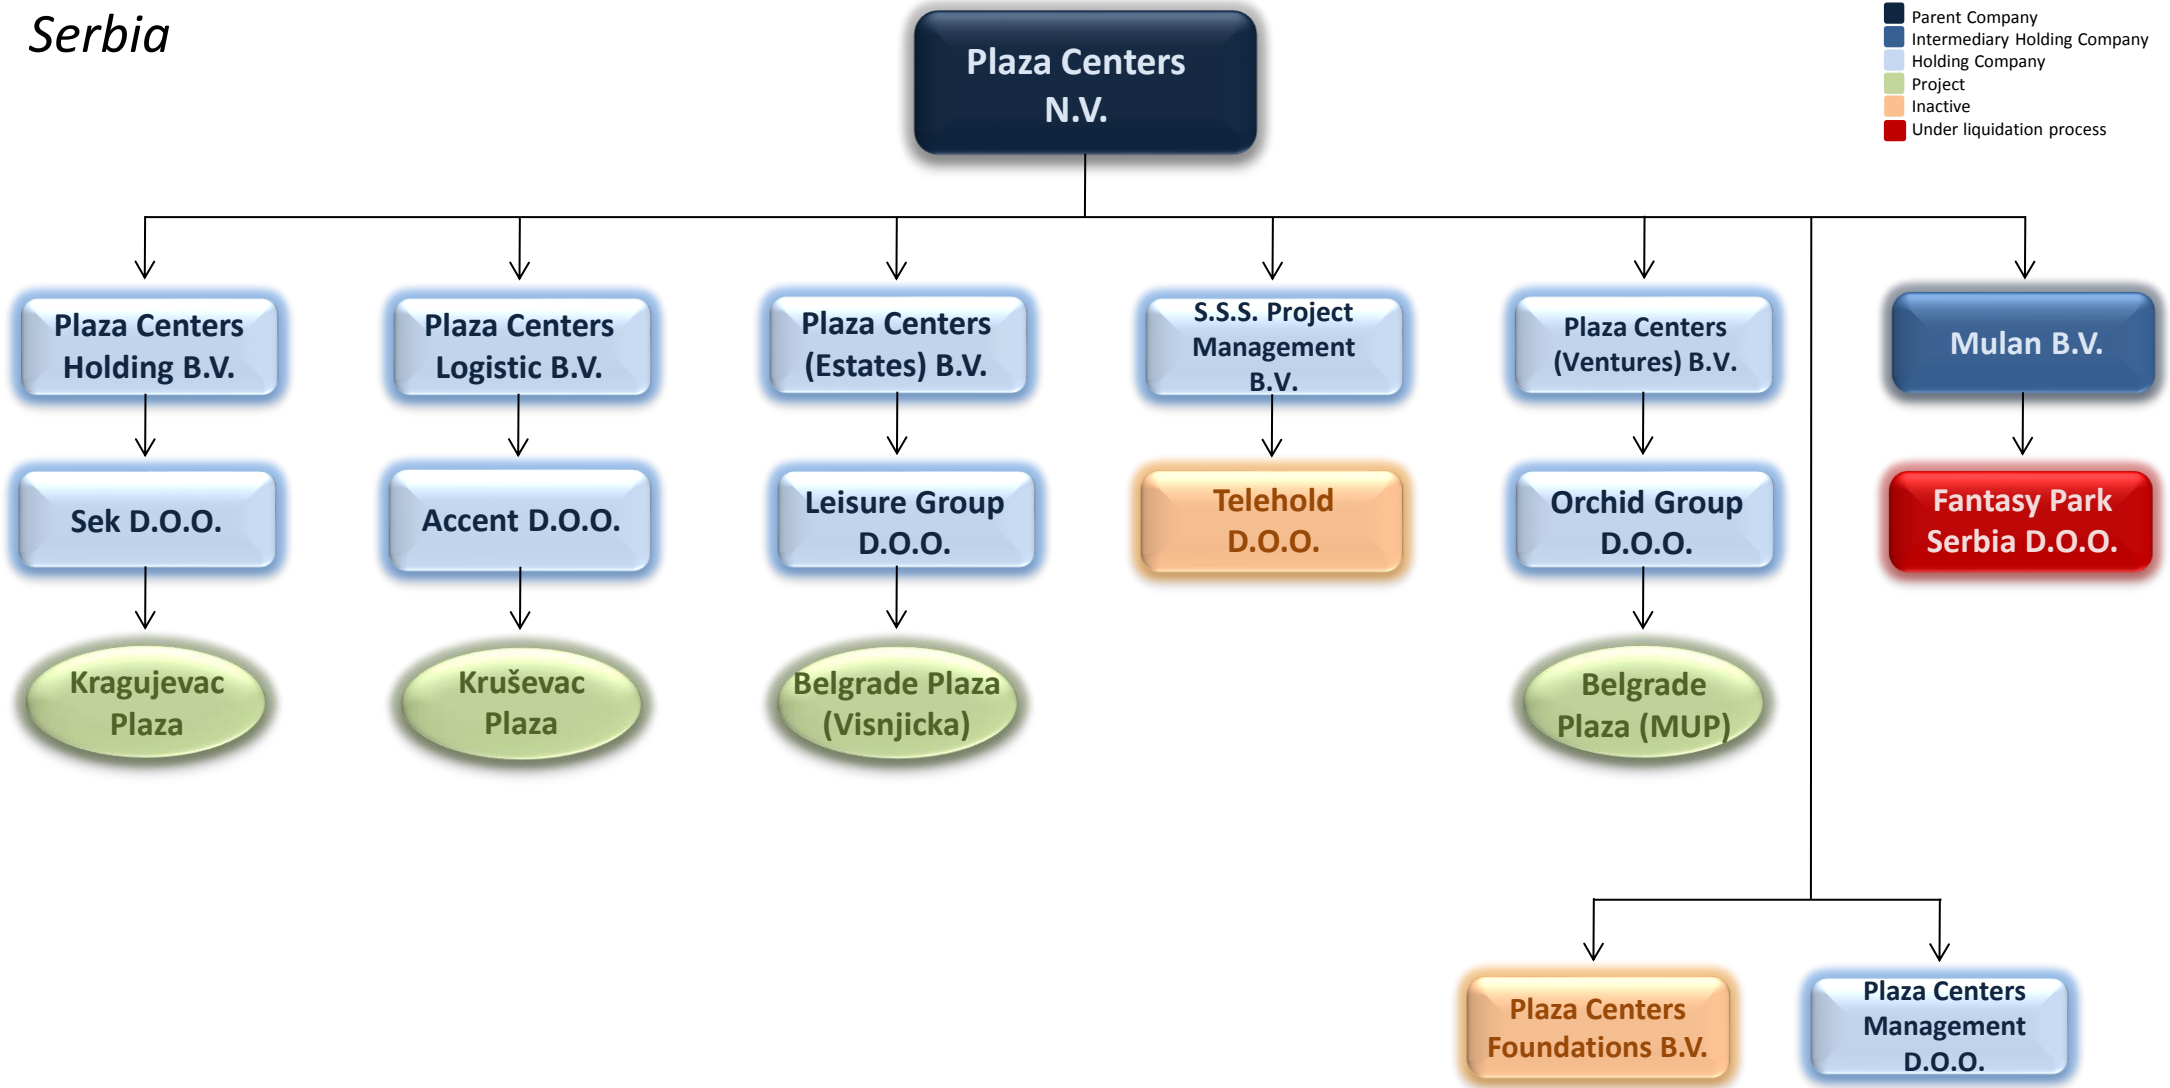 Serbia
Plaza Centers
N.V.
Parent Company
Intermediary Holding Company
Holding Company
Project
Inactive
Under liquidation process
Plaza Centers
Holding B.V.
Plaza Centers
Logistic B.V.
Plaza Centers
(Estates) B.V.
S.S.S. Project
Management
B.V.
Plaza Centers
(Ventures) B.V.
Mulan B.V.
Sek D.O.O.
Accent D.O.O.
Leisure Group
D.O.O.
Telehold
D.O.O.
Orchid Group
D.O.O.
Fantasy Park
Serbia D.O.O.
Kragujevac
Plaza
Kruševac
Plaza
Belgrade Plaza
(Visnjicka)
Belgrade
Plaza (MUP)
Plaza Centers
Foundations B.V.
Plaza Centers
Management
D.O.O.